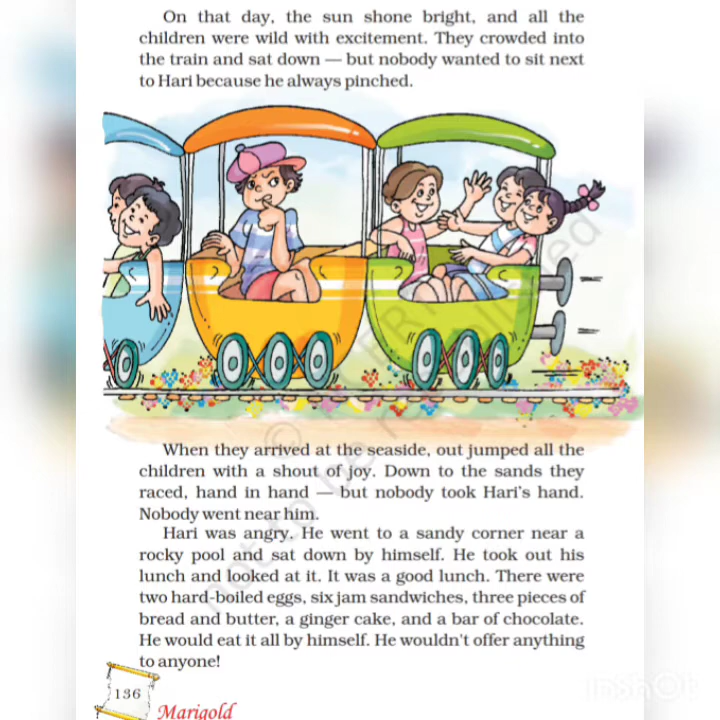 On that day, the sun shone bright, and all the
children were wild with excitement. They crowded into
the train and sat down — but nobody wanted to sit next
to Hari because he always pinched.
When they arrived at the seaside, out jumped all the
children with a shout of joy. Down to the sands they
raced, hand in hand — but nobody took Hari's hand.
Nobody went near him.
Hari was angry. He went to a sandy corner near a
rocky pool and sat down by himself. He took out his
lunch and looked at it. It was a good lunch. There were
two hard-boiled eggs, six jam sandwiches, three pieces of
bread and butter, a ginger cake, and a bar of chocolate.
He would eat it all by himself. He wouldn't offer anything
to anyone!
136
Marigold